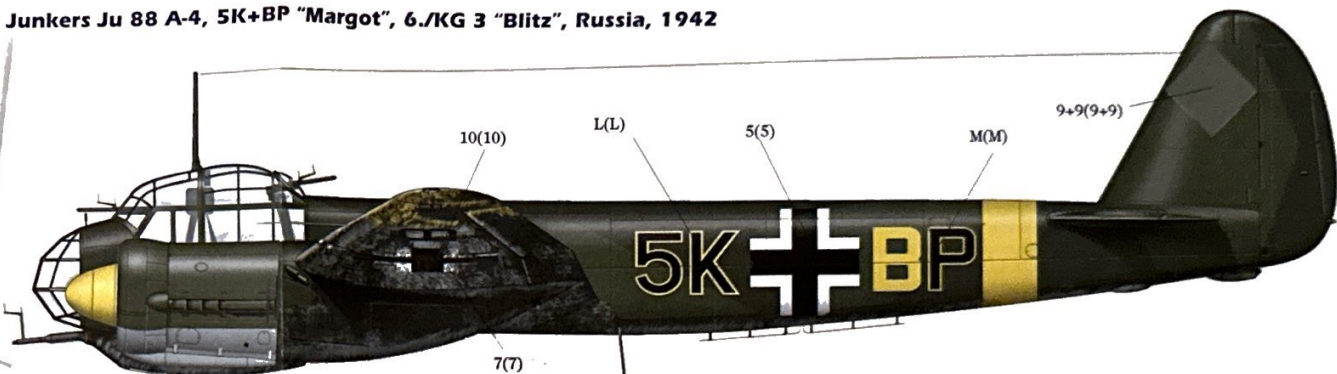 Junkers Ju 88 A-4, 5K+BP “Margot”, 6./KG 3 “Blitz”, Russia, 1942
9+9(9+9)
10(10)
L(L)
5(5)
M(M)
5K BP
7(7)